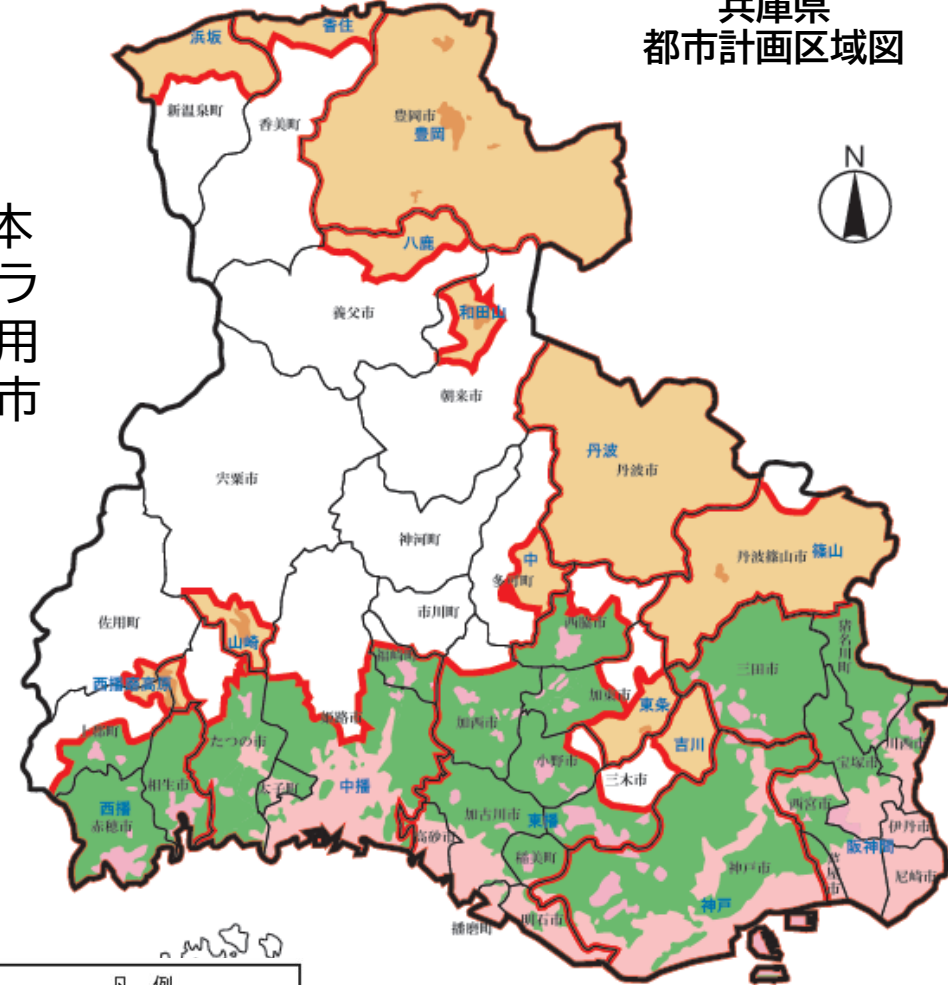 兵庫県
都市計画区域図
本
ラ
用
市
N
浜坂
香住
新温泉町
香美町
豊岡市
豊岡
八鹿
養父市
和田山
朝来市
丹波
丹波市
宍粟市
神河町
中
多可町
丹波篠山市
篠山
市川町
佐用町
山崎
西脇市
猪名川町
三田市
福崎町
加東市
東条
上郡町
姫路市
加西市
吉川
たつの市
小野市
三木市
川西市
宝塚市
相生市
太子町
中播
西播
赤穂市
加古川市
東播
西宮市
伊丹市
高砂市
稲美町
阪神間
芦屋市
尼崎市
神戸市
神戸
明石市
播磨町
凡 例